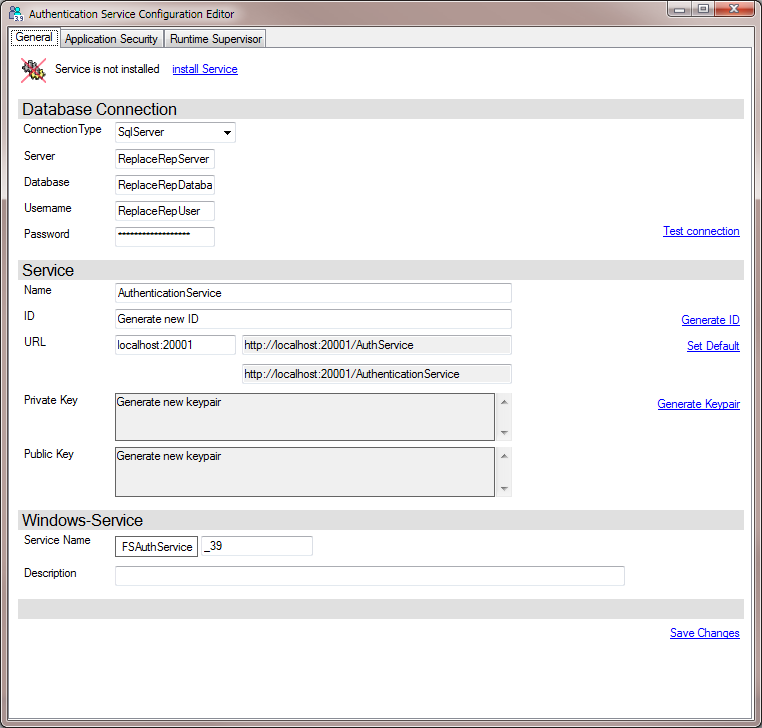 Authentication Service Configuration Editor
General Application Security Runtime Supervisor
Service is not installed install Service
Database Connection
ConnectionType SqlServer
Server ReplaceRepServer
Database ReplaceRepDataba
Username ReplaceRepUser
Password ******************
Test connection
Service
Name AuthenticationService
ID Generate new ID Generate ID
URL localhost:20001 http://localhost:20001/AuthService Set Default
http://localhost:20001/AuthenticationService
Private Key Generate new keypair Generate Keypair
Public Key Generate new keypair
Windows-Service
Service Name FSAuthService _39
Description
Save Changes